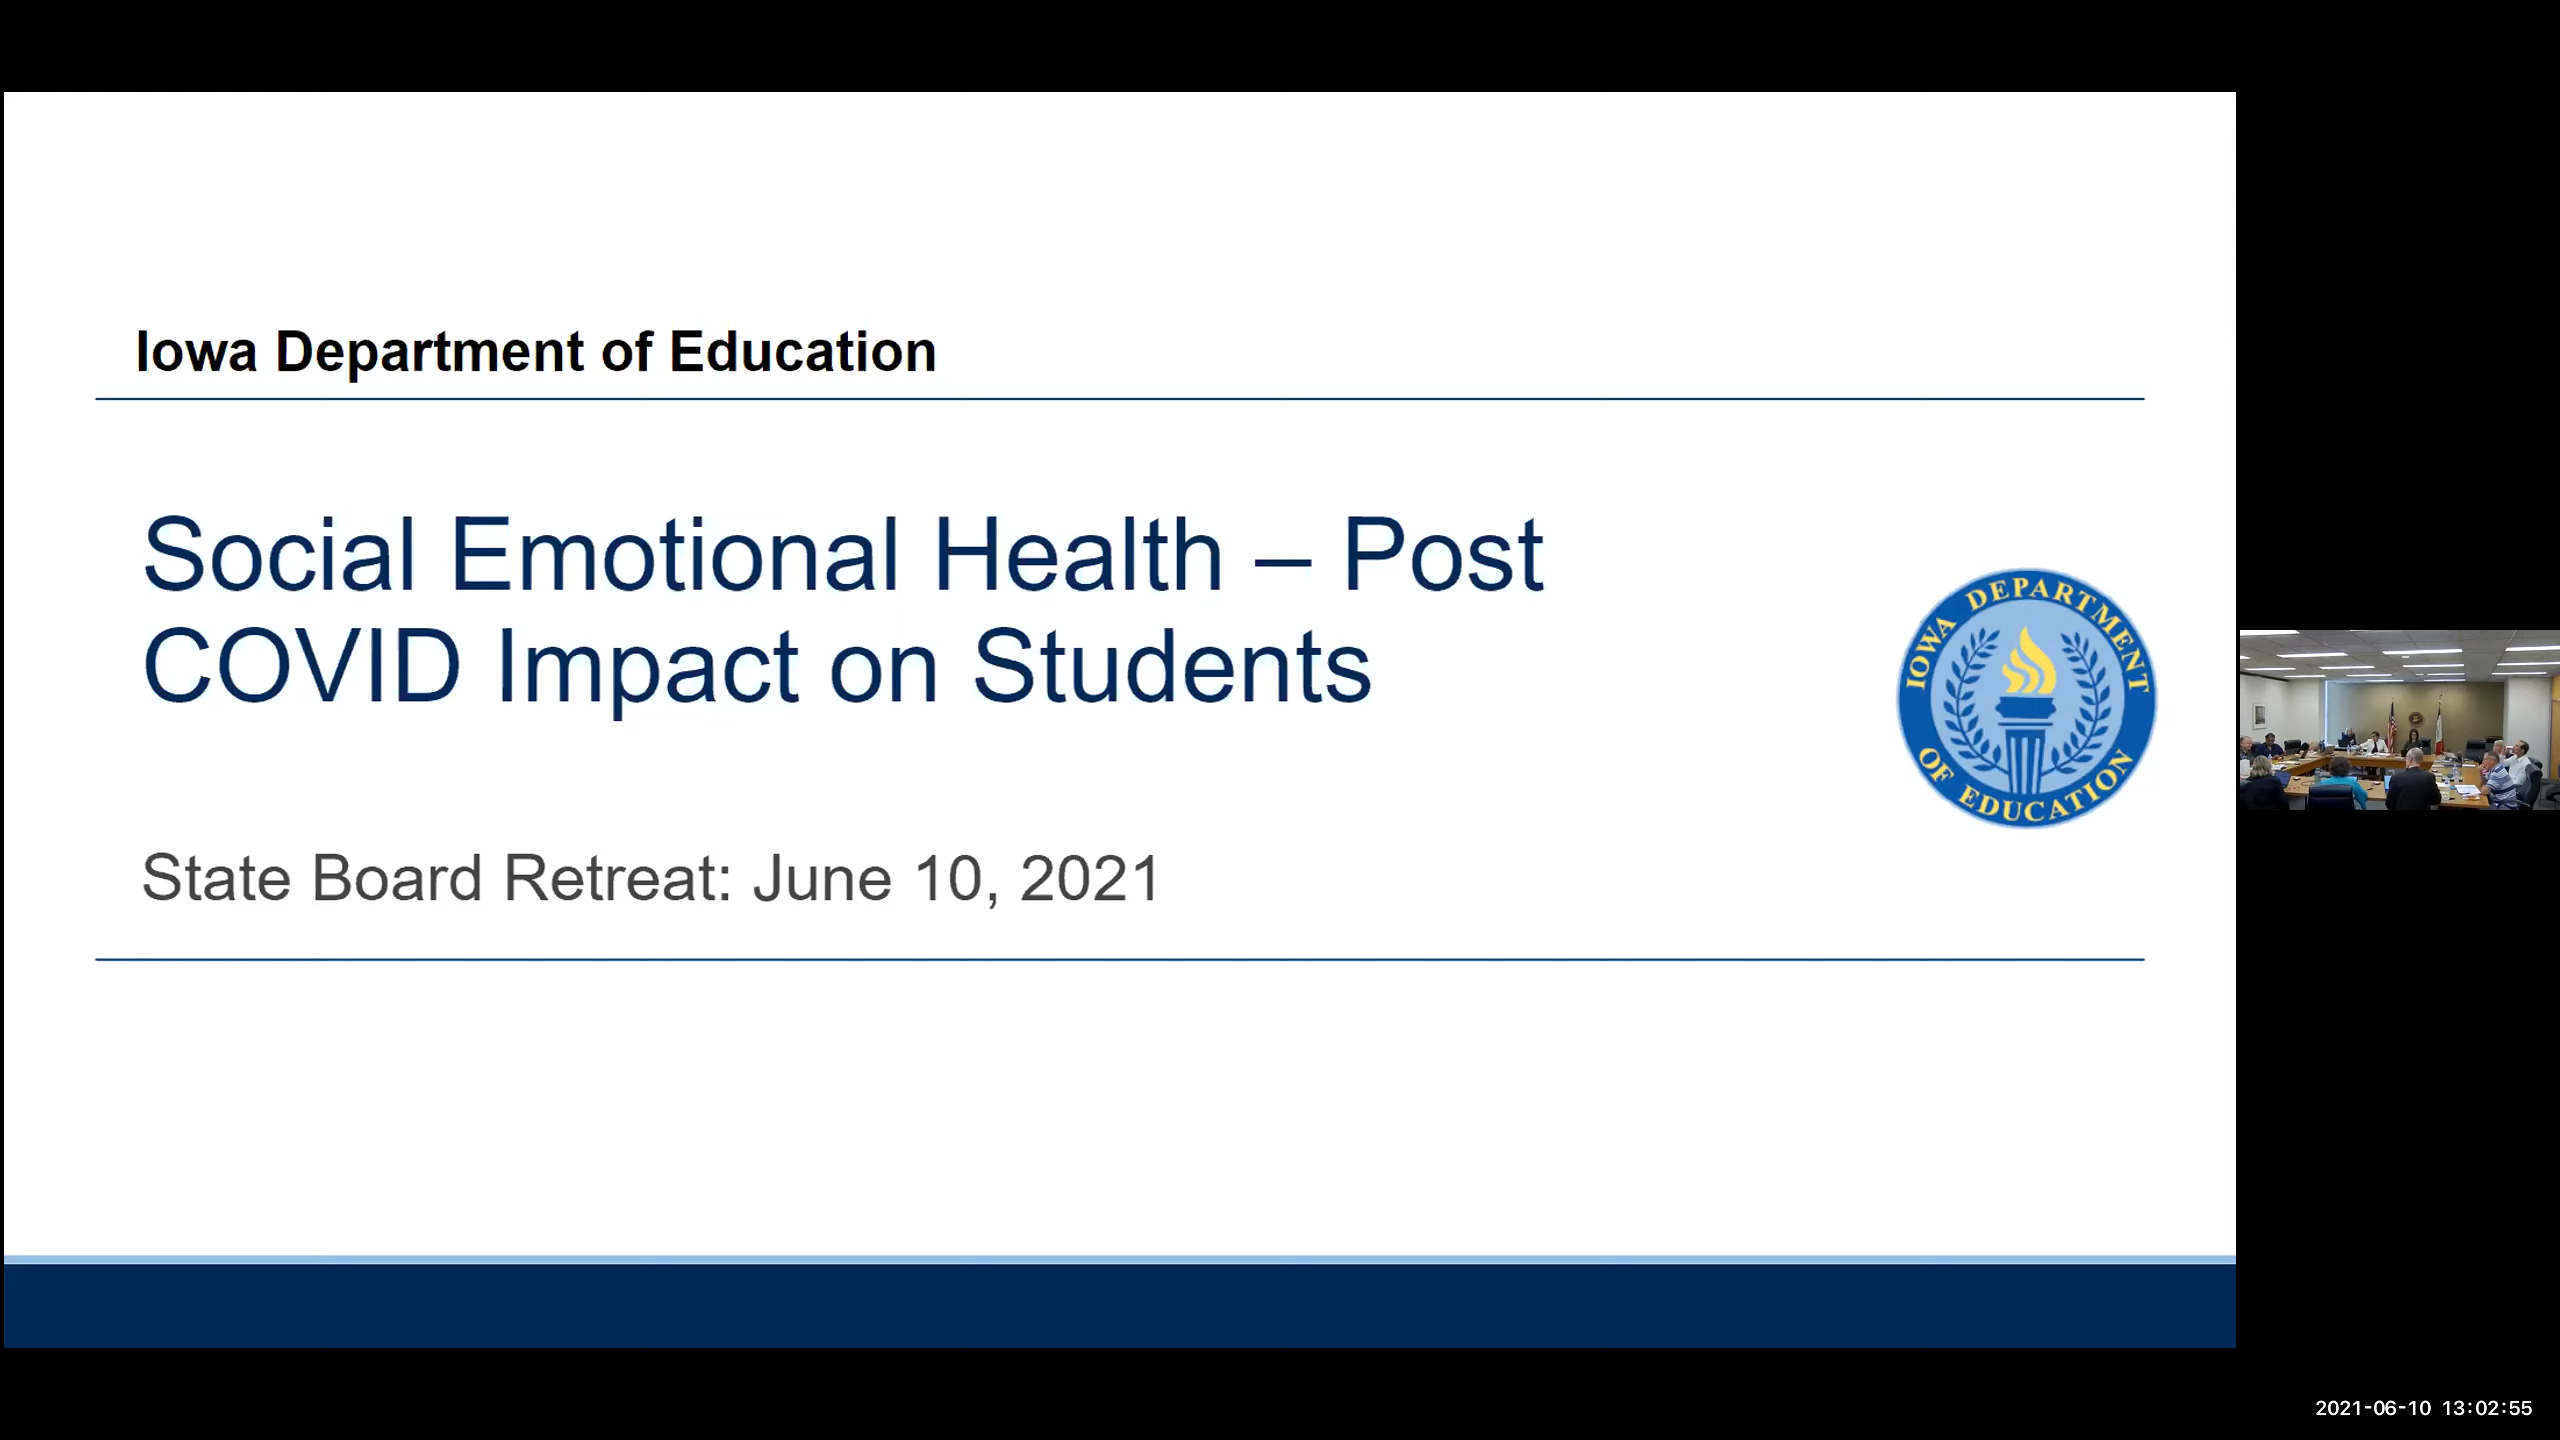 Iowa Department of Education
Social Emotional Health – Post
COVID Impact on Students
IOWA DEPARTMENT
OF EDUCATION
State Board Retreat: June 10, 2021
2021-06-10 13:02:55